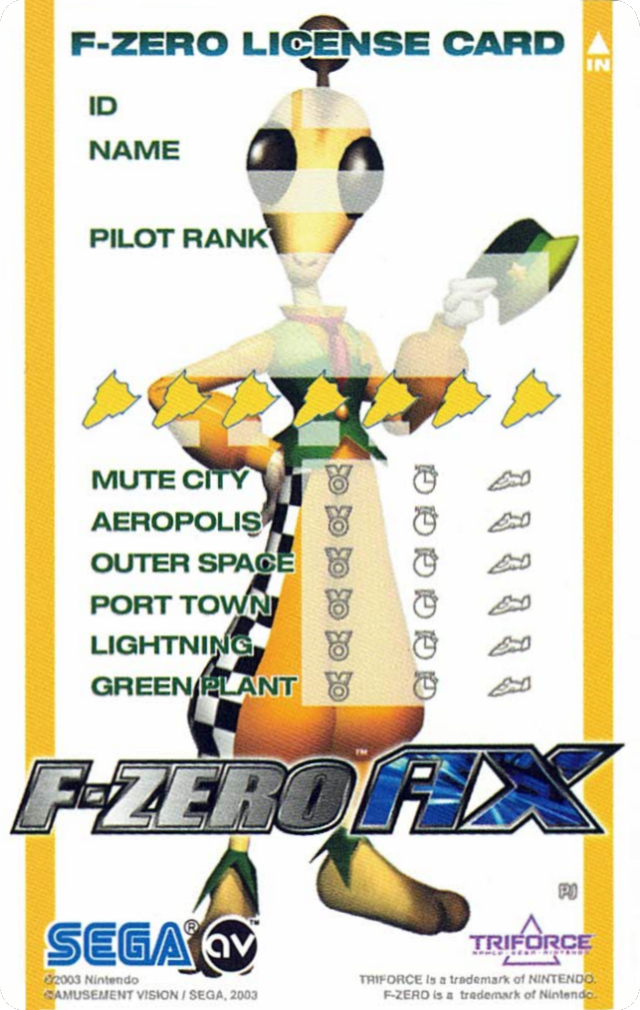 F-ZERO LICENSE CARD
IN
ID
NAME
PILOT RANK
MUTE CITY
AEROPOLIS
OUTER SPACE
PORT TOWN
LIGHTNING
GREEN PLANT
F-ZERO AX™
PJ
SEGA® av™
TRIFORCE
©2003 Nintendo
©AMUSEMENT VISION / SEGA, 2003
TRIFORCE is a trademark of NINTENDO.
F-ZERO is a trademark of Nintendo.